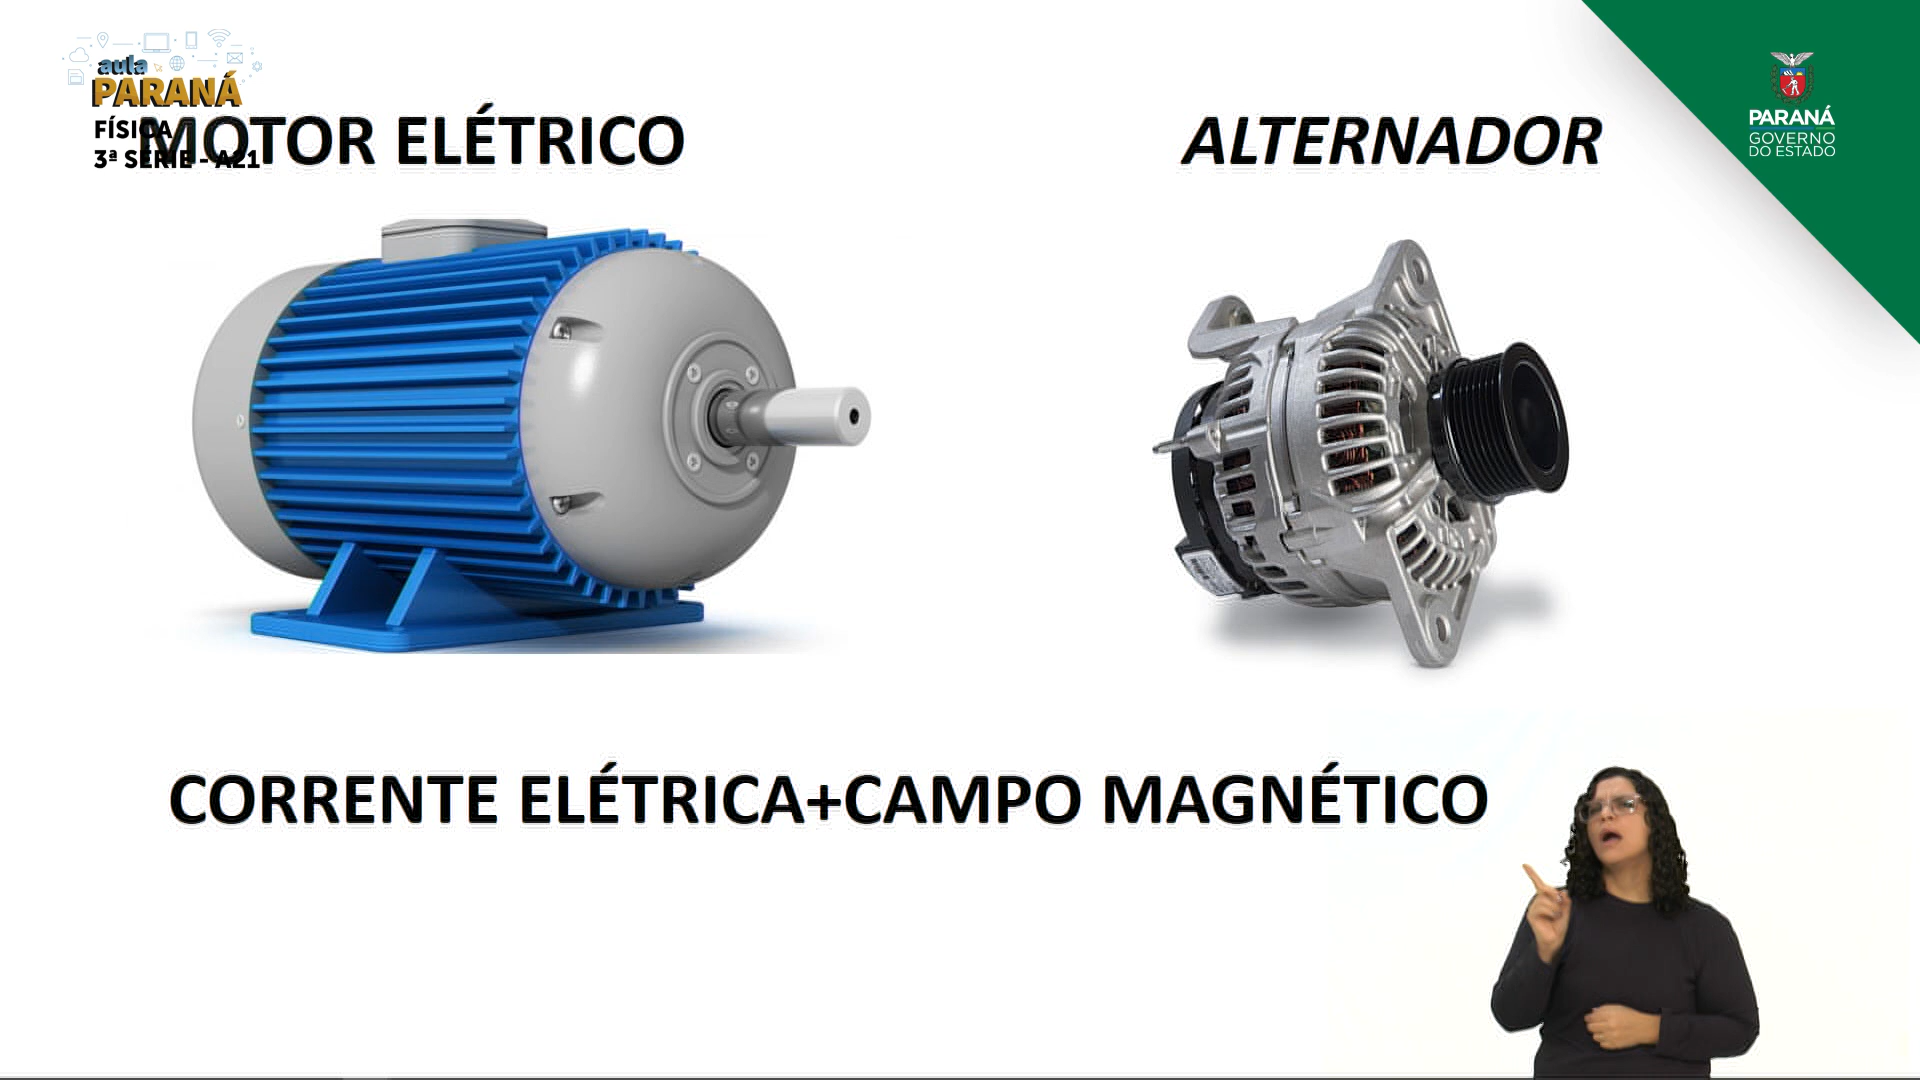 aula
PARANÁ
FÍSICA
3ª SÉRIE - A21
MOTOR ELÉTRICO
ALTERNADOR
PARANÁ
GOVERNO
DO ESTADO
CORRENTE ELÉTRICA+CAMPO MAGNÉTICO